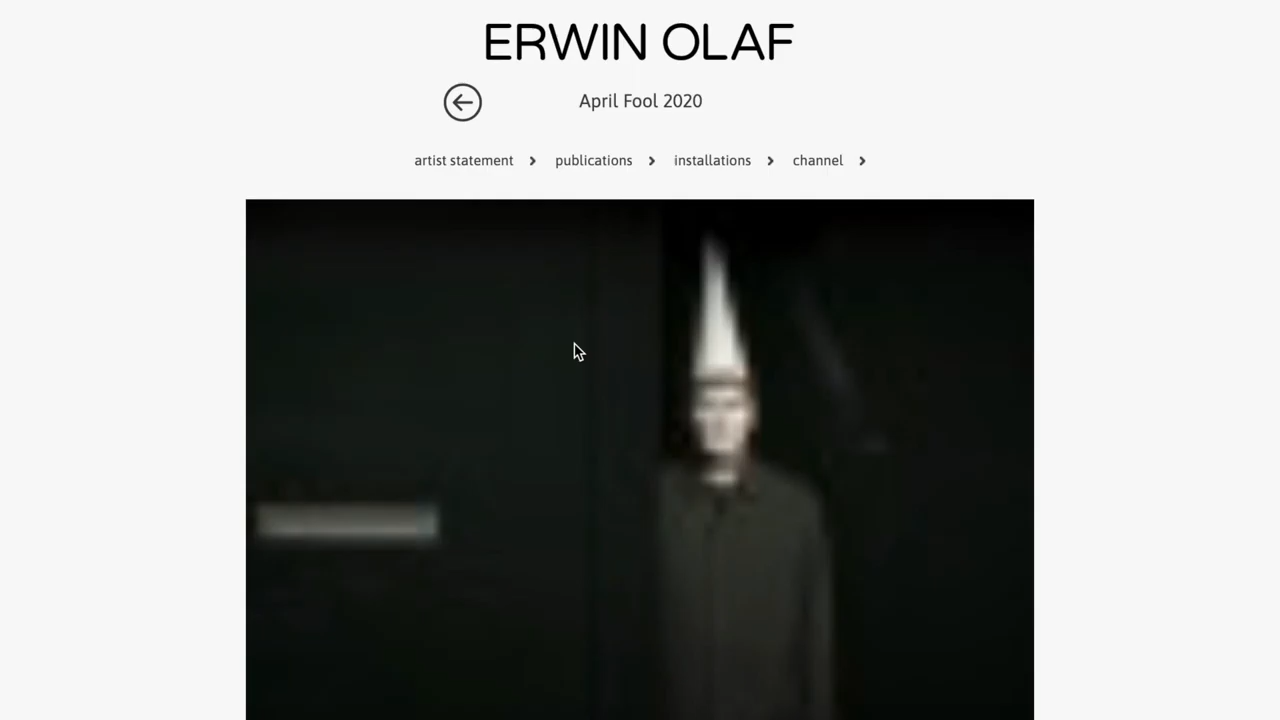 ERWIN OLAF
April Fool 2020
artist statement
publications
installations
channel